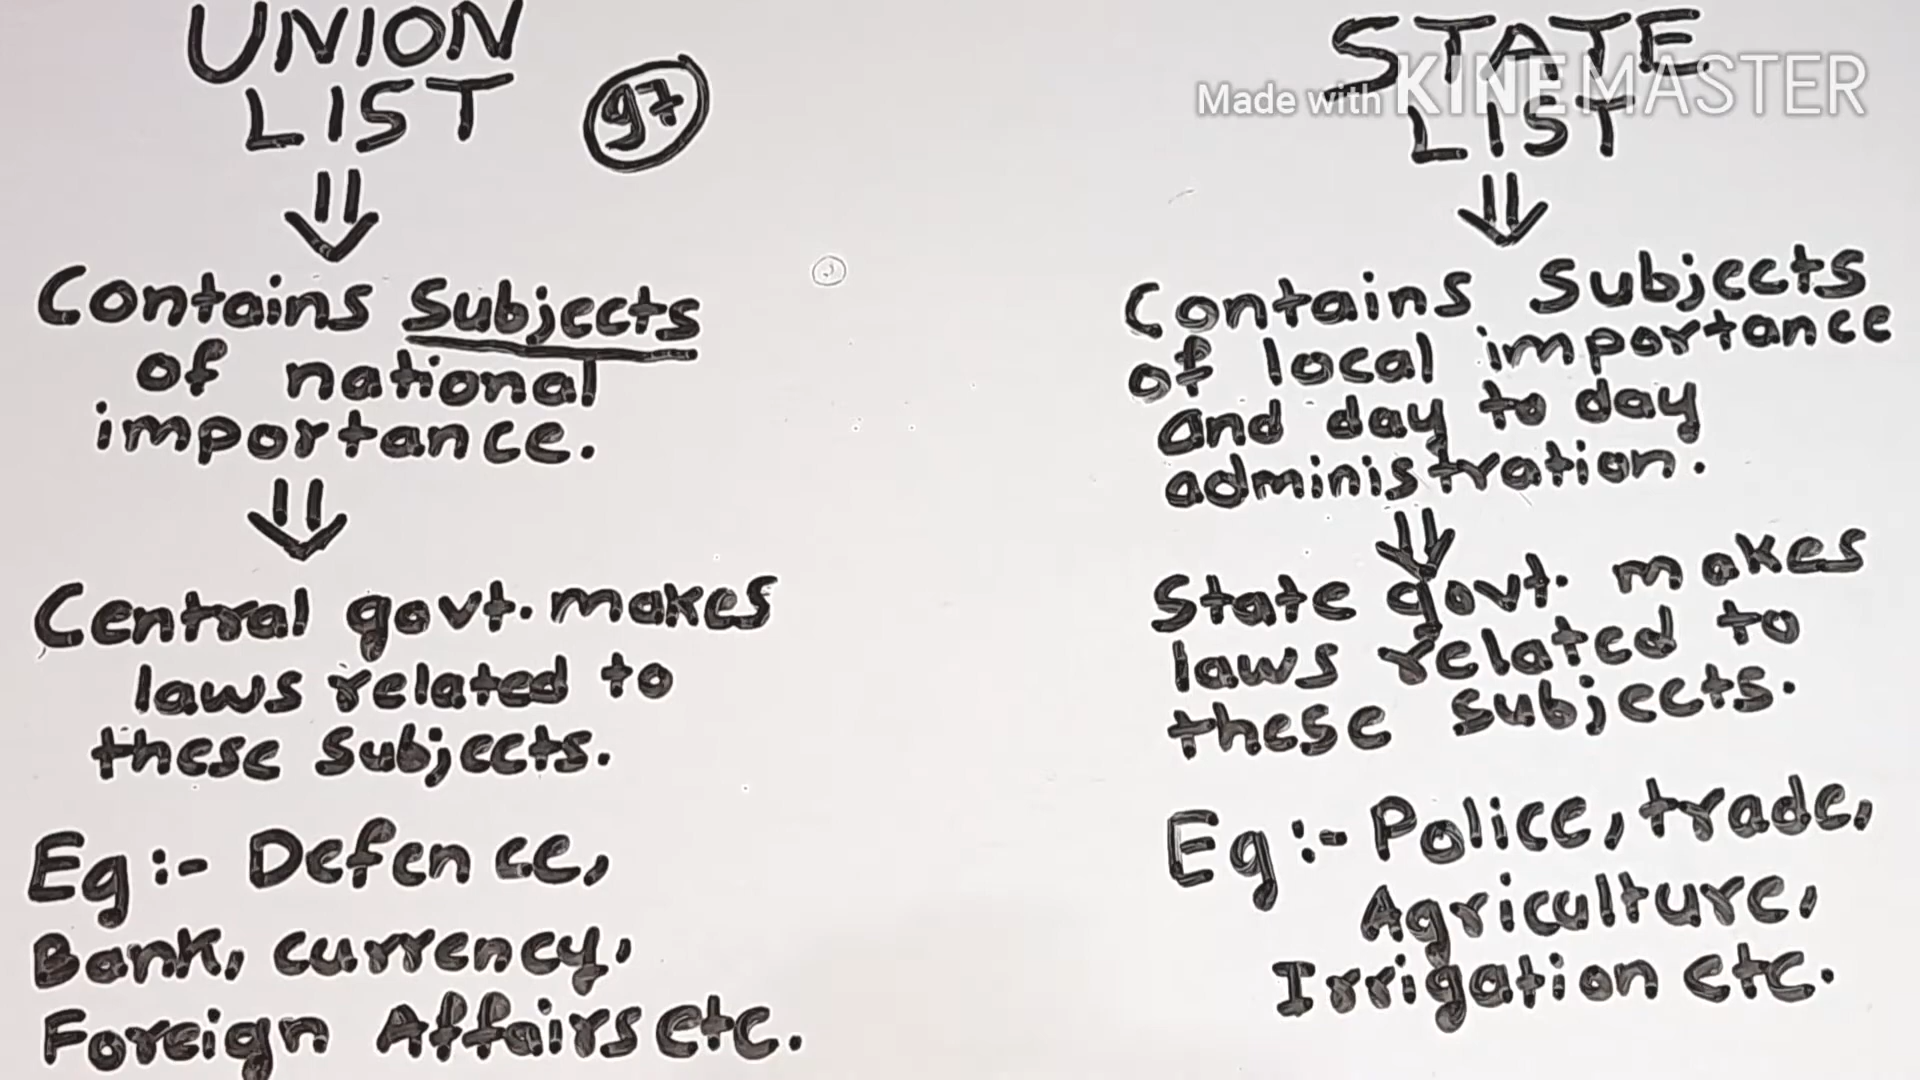 UNION
LIST
97
Contains Subjects
of national
importance.
Central govt. makes
laws related to
these Subjects.
Eg :- Defence,
Bank, currency,
Foreign Affairs etc.
STATE
LIST
Made with KINEMASTER
Contains Subjects
of local importance
and day to day
administration.
State govt. makes
laws related to
these subjects.
Eg :- Police, trade,
Agriculture,
Irrigation etc.